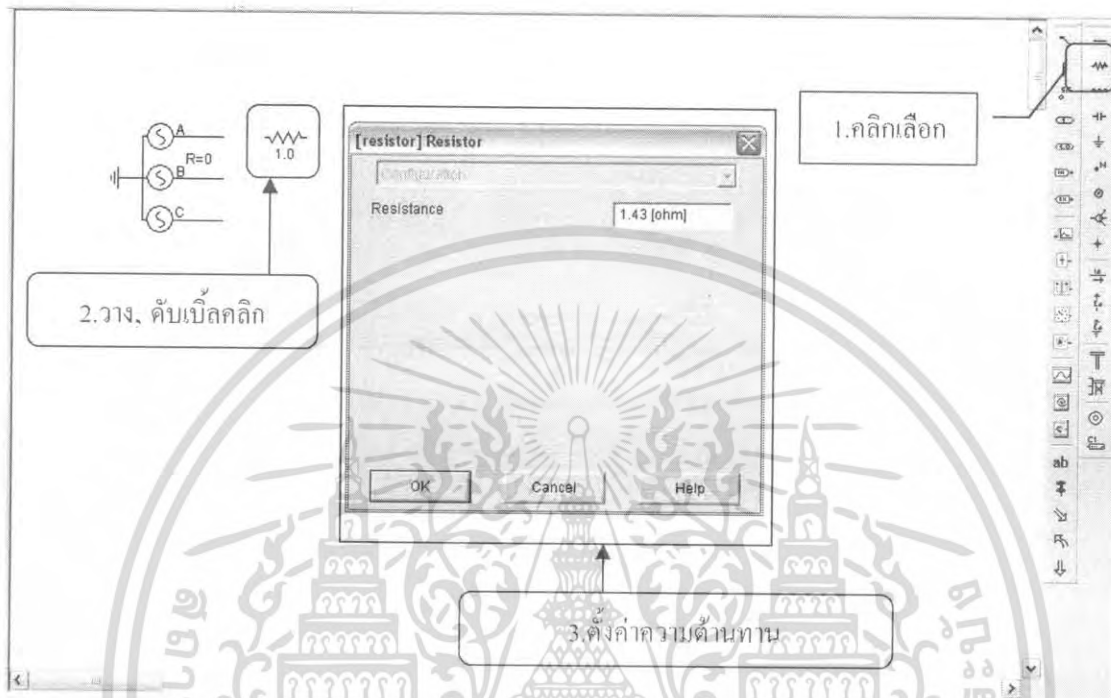 1.คลิกเลือก
A
R=0
B
C
1.0
[resistor] Resistor
Configuration
Resistance
1.43 [ohm]
2.วาง, ดับเบิ้ลคลิก
OK
Cancel
Help
ab
3.ตั้งค่าความต้านทาน